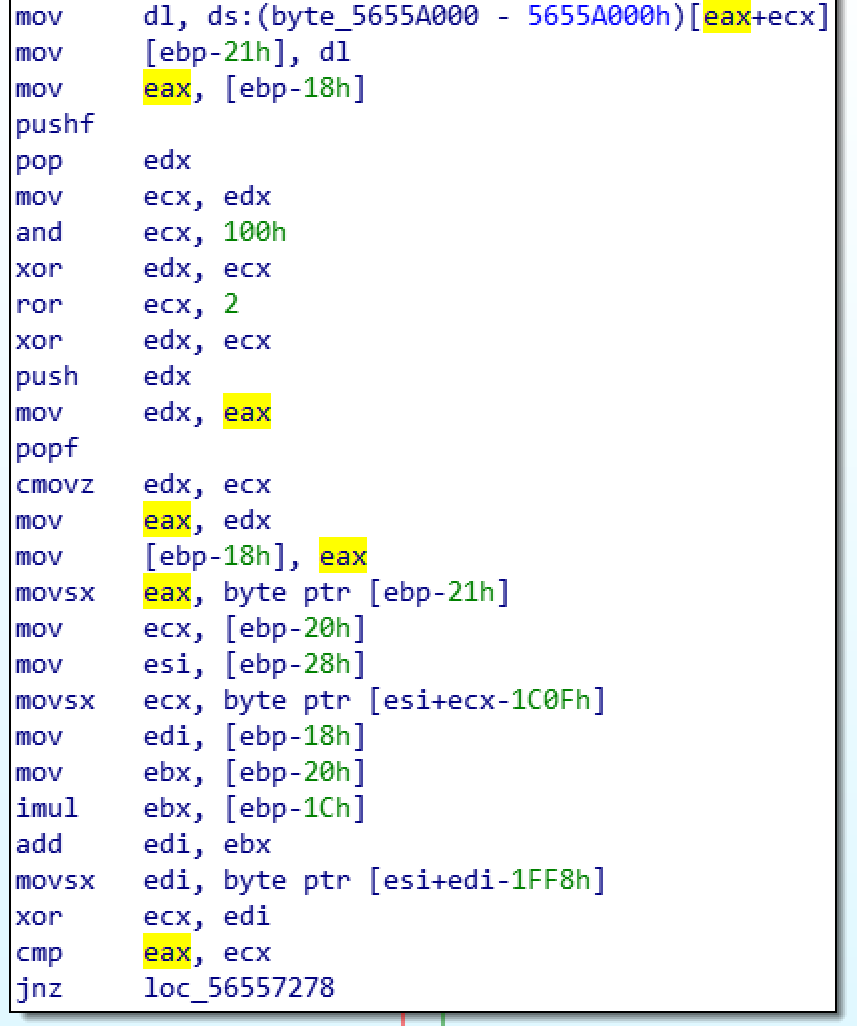 mov dl, ds:(byte_5655A000 - 5655A000h)[eax+ecx]
mov [ebp-21h], dl
mov eax, [ebp-18h]
pushf
pop edx
mov ecx, edx
and ecx, 100h
xor edx, ecx
ror ecx, 2
xor edx, ecx
push edx
mov edx, eax
popf
cmovz edx, ecx
mov eax, edx
mov [ebp-18h], eax
movsx eax, byte ptr [ebp-21h]
mov ecx, [ebp-20h]
mov esi, [ebp-28h]
movsx ecx, byte ptr [esi+ecx-1C0Fh]
mov edi, [ebp-18h]
mov ebx, [ebp-20h]
imul ebx, [ebp-1Ch]
add edi, ebx
movsx edi, byte ptr [esi+edi-1FF8h]
xor ecx, edi
cmp eax, ecx
jnz loc_56557278